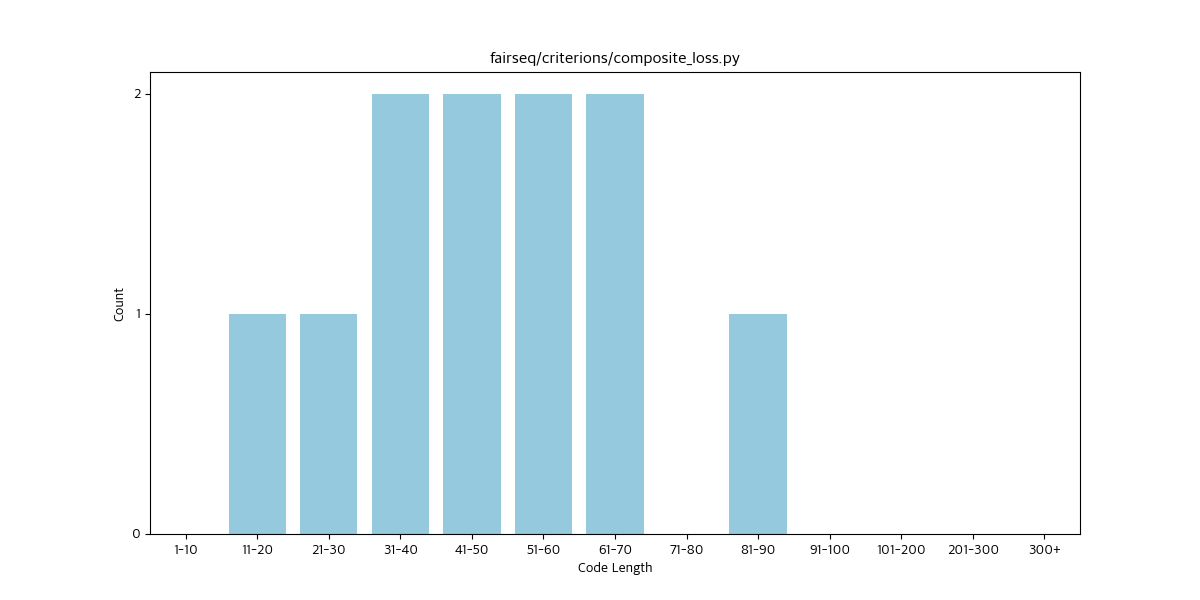 fairseq/criterions/composite_loss.py
Count
2
1
0
1-10 11-20 21-30 31-40 41-50 51-60 61-70 71-80 81-90 91-100 101-200 201-300 300+
Code Length